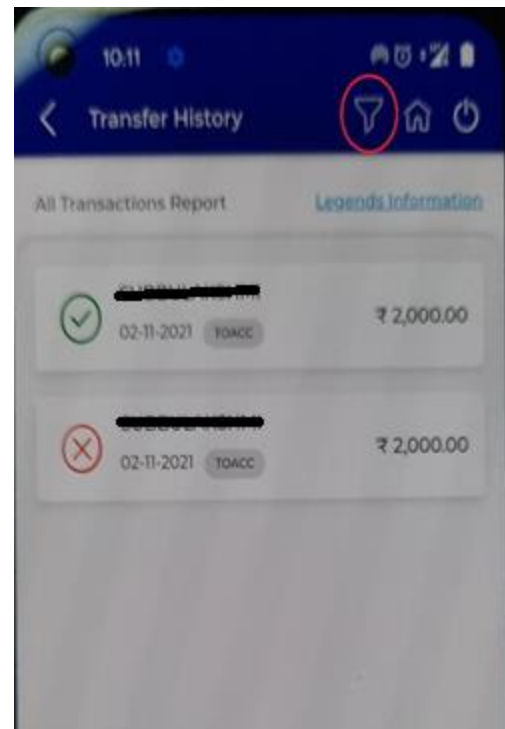 10:11
Transfer History
All Transactions Report Legends Information
₹ 2,000.00
02-11-2021 TOACC
₹ 2,000.00
02-11-2021 TOACC